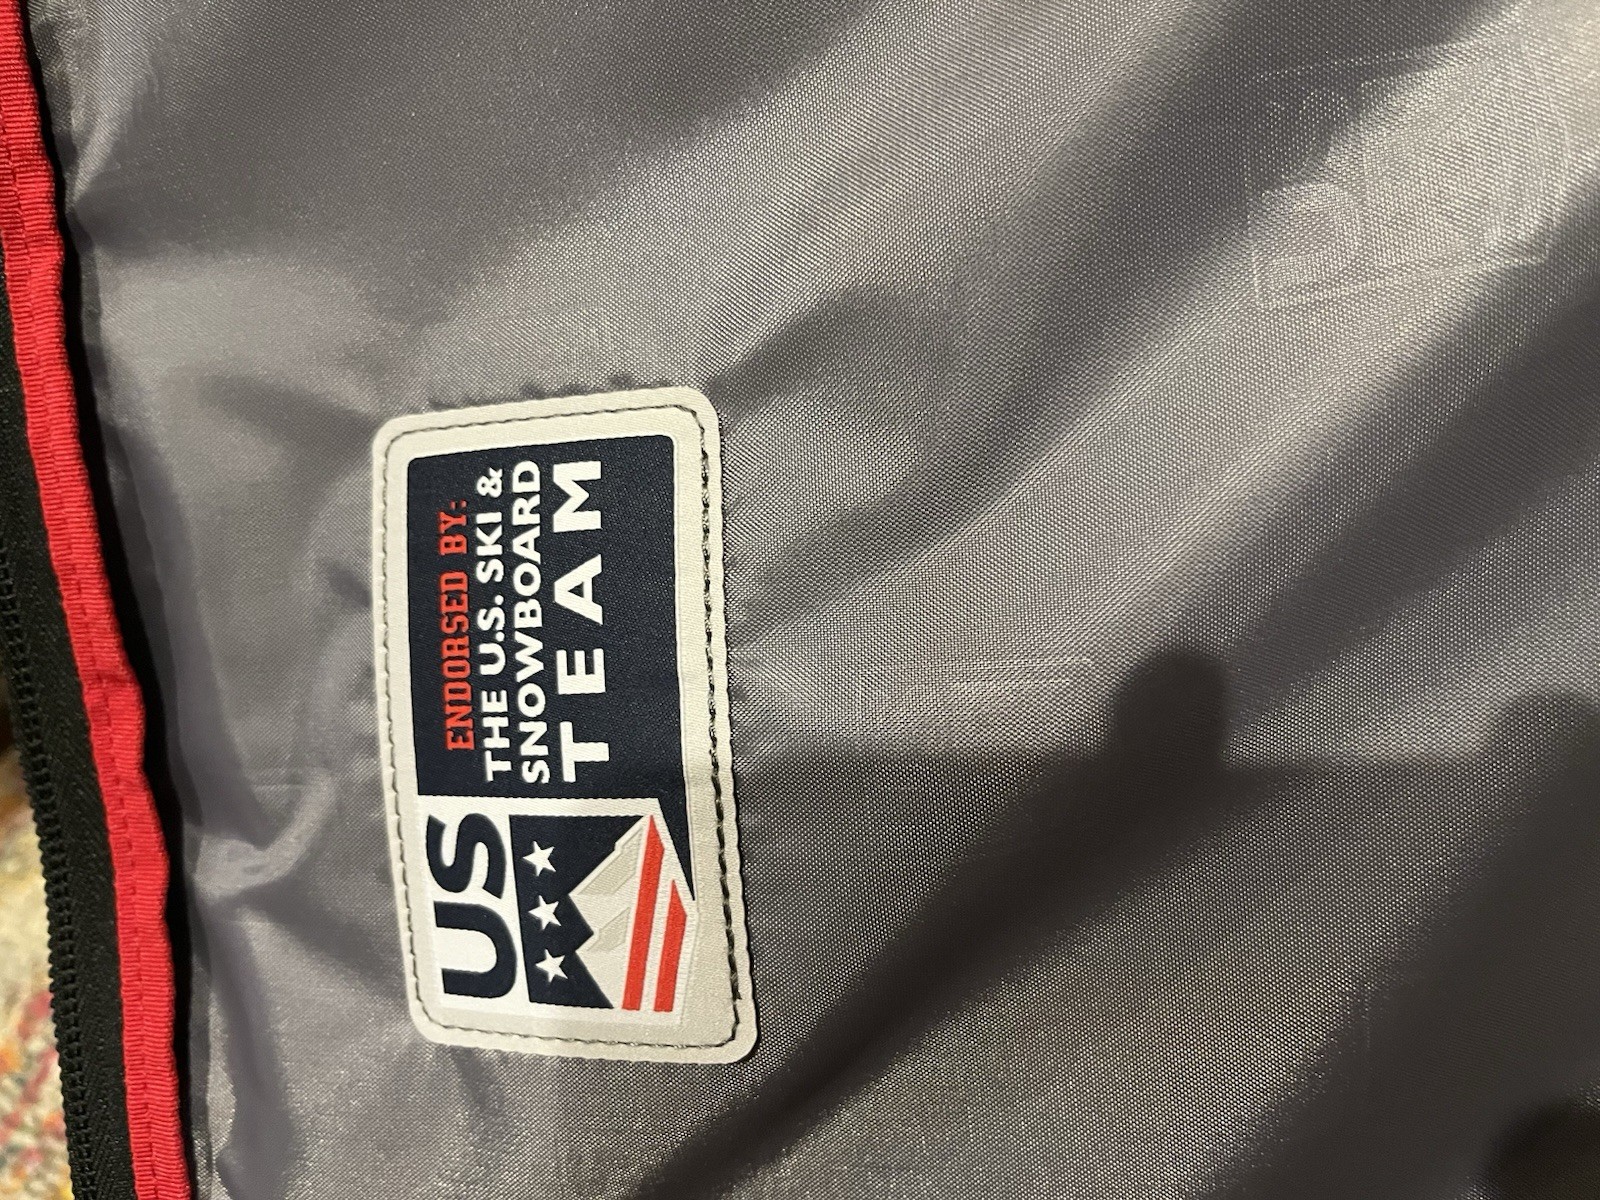 US
ENDORSED BY:
THE U.S. SKI &
SNOWBOARD
TEAM